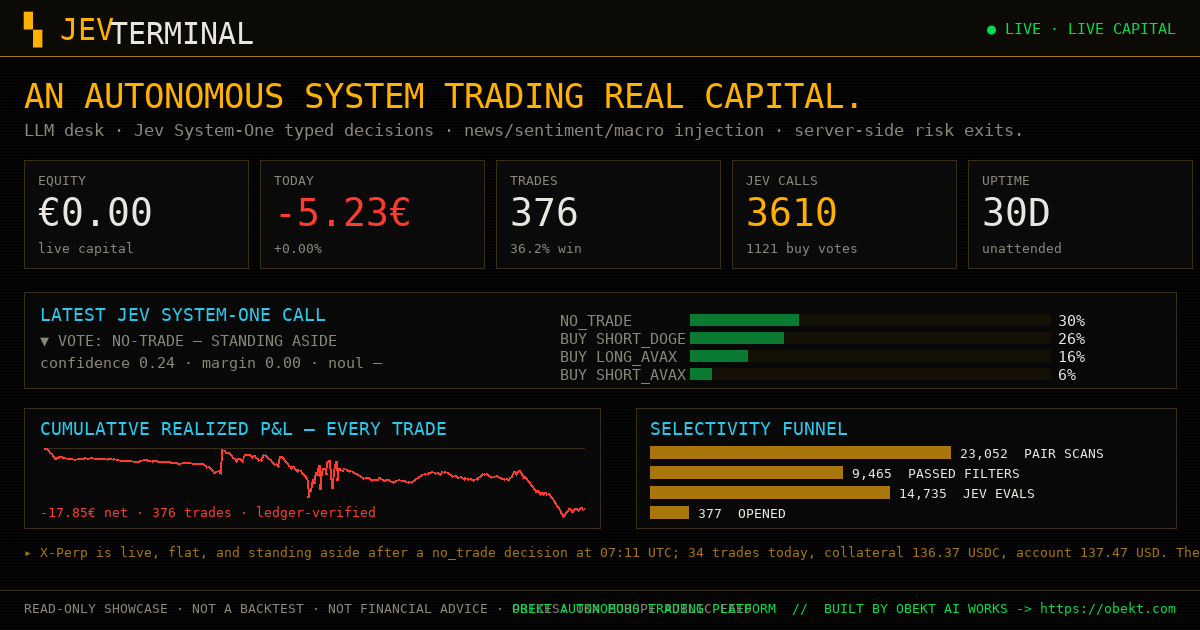 JEVTERMINAL
● LIVE · LIVE CAPITAL
AN AUTONOMOUS SYSTEM TRADING REAL CAPITAL.
LLM desk · Jev System-One typed decisions · news/sentiment/macro injection · server-side risk exits.
EQUITY
€0.00
live capital
TODAY
-5.23€
+0.00%
TRADES
376
36.2% win
JEV CALLS
3610
1121 buy votes
UPTIME
30D
unattended
LATEST JEV SYSTEM-ONE CALL
▼ VOTE: NO-TRADE — STANDING ASIDE
confidence 0.24 · margin 0.00 · noul —
NO_TRADE 30%
BUY SHORT_DOGE 26%
BUY LONG_AVAX 16%
BUY SHORT_AVAX 6%
CUMULATIVE REALIZED P&L — EVERY TRADE
-17.85€ net · 376 trades · ledger-verified
SELECTIVITY FUNNEL
23,052 PAIR SCANS
9,465 PASSED FILTERS
14,735 JEV EVALS
377 OPENED
▸ X-Perp is live, flat, and standing aside after a no_trade decision at 07:11 UTC; 34 trades today, collateral 136.37 USDC, account 137.47 USD. The
READ-ONLY SHOWCASE · NOT A BACKTEST · NOT FINANCIAL ADVICE ·
OBEKT AUTONOMOUS TRADING PLATFORM // BUILT BY OBEKT AI WORKS -> https://obekt.com